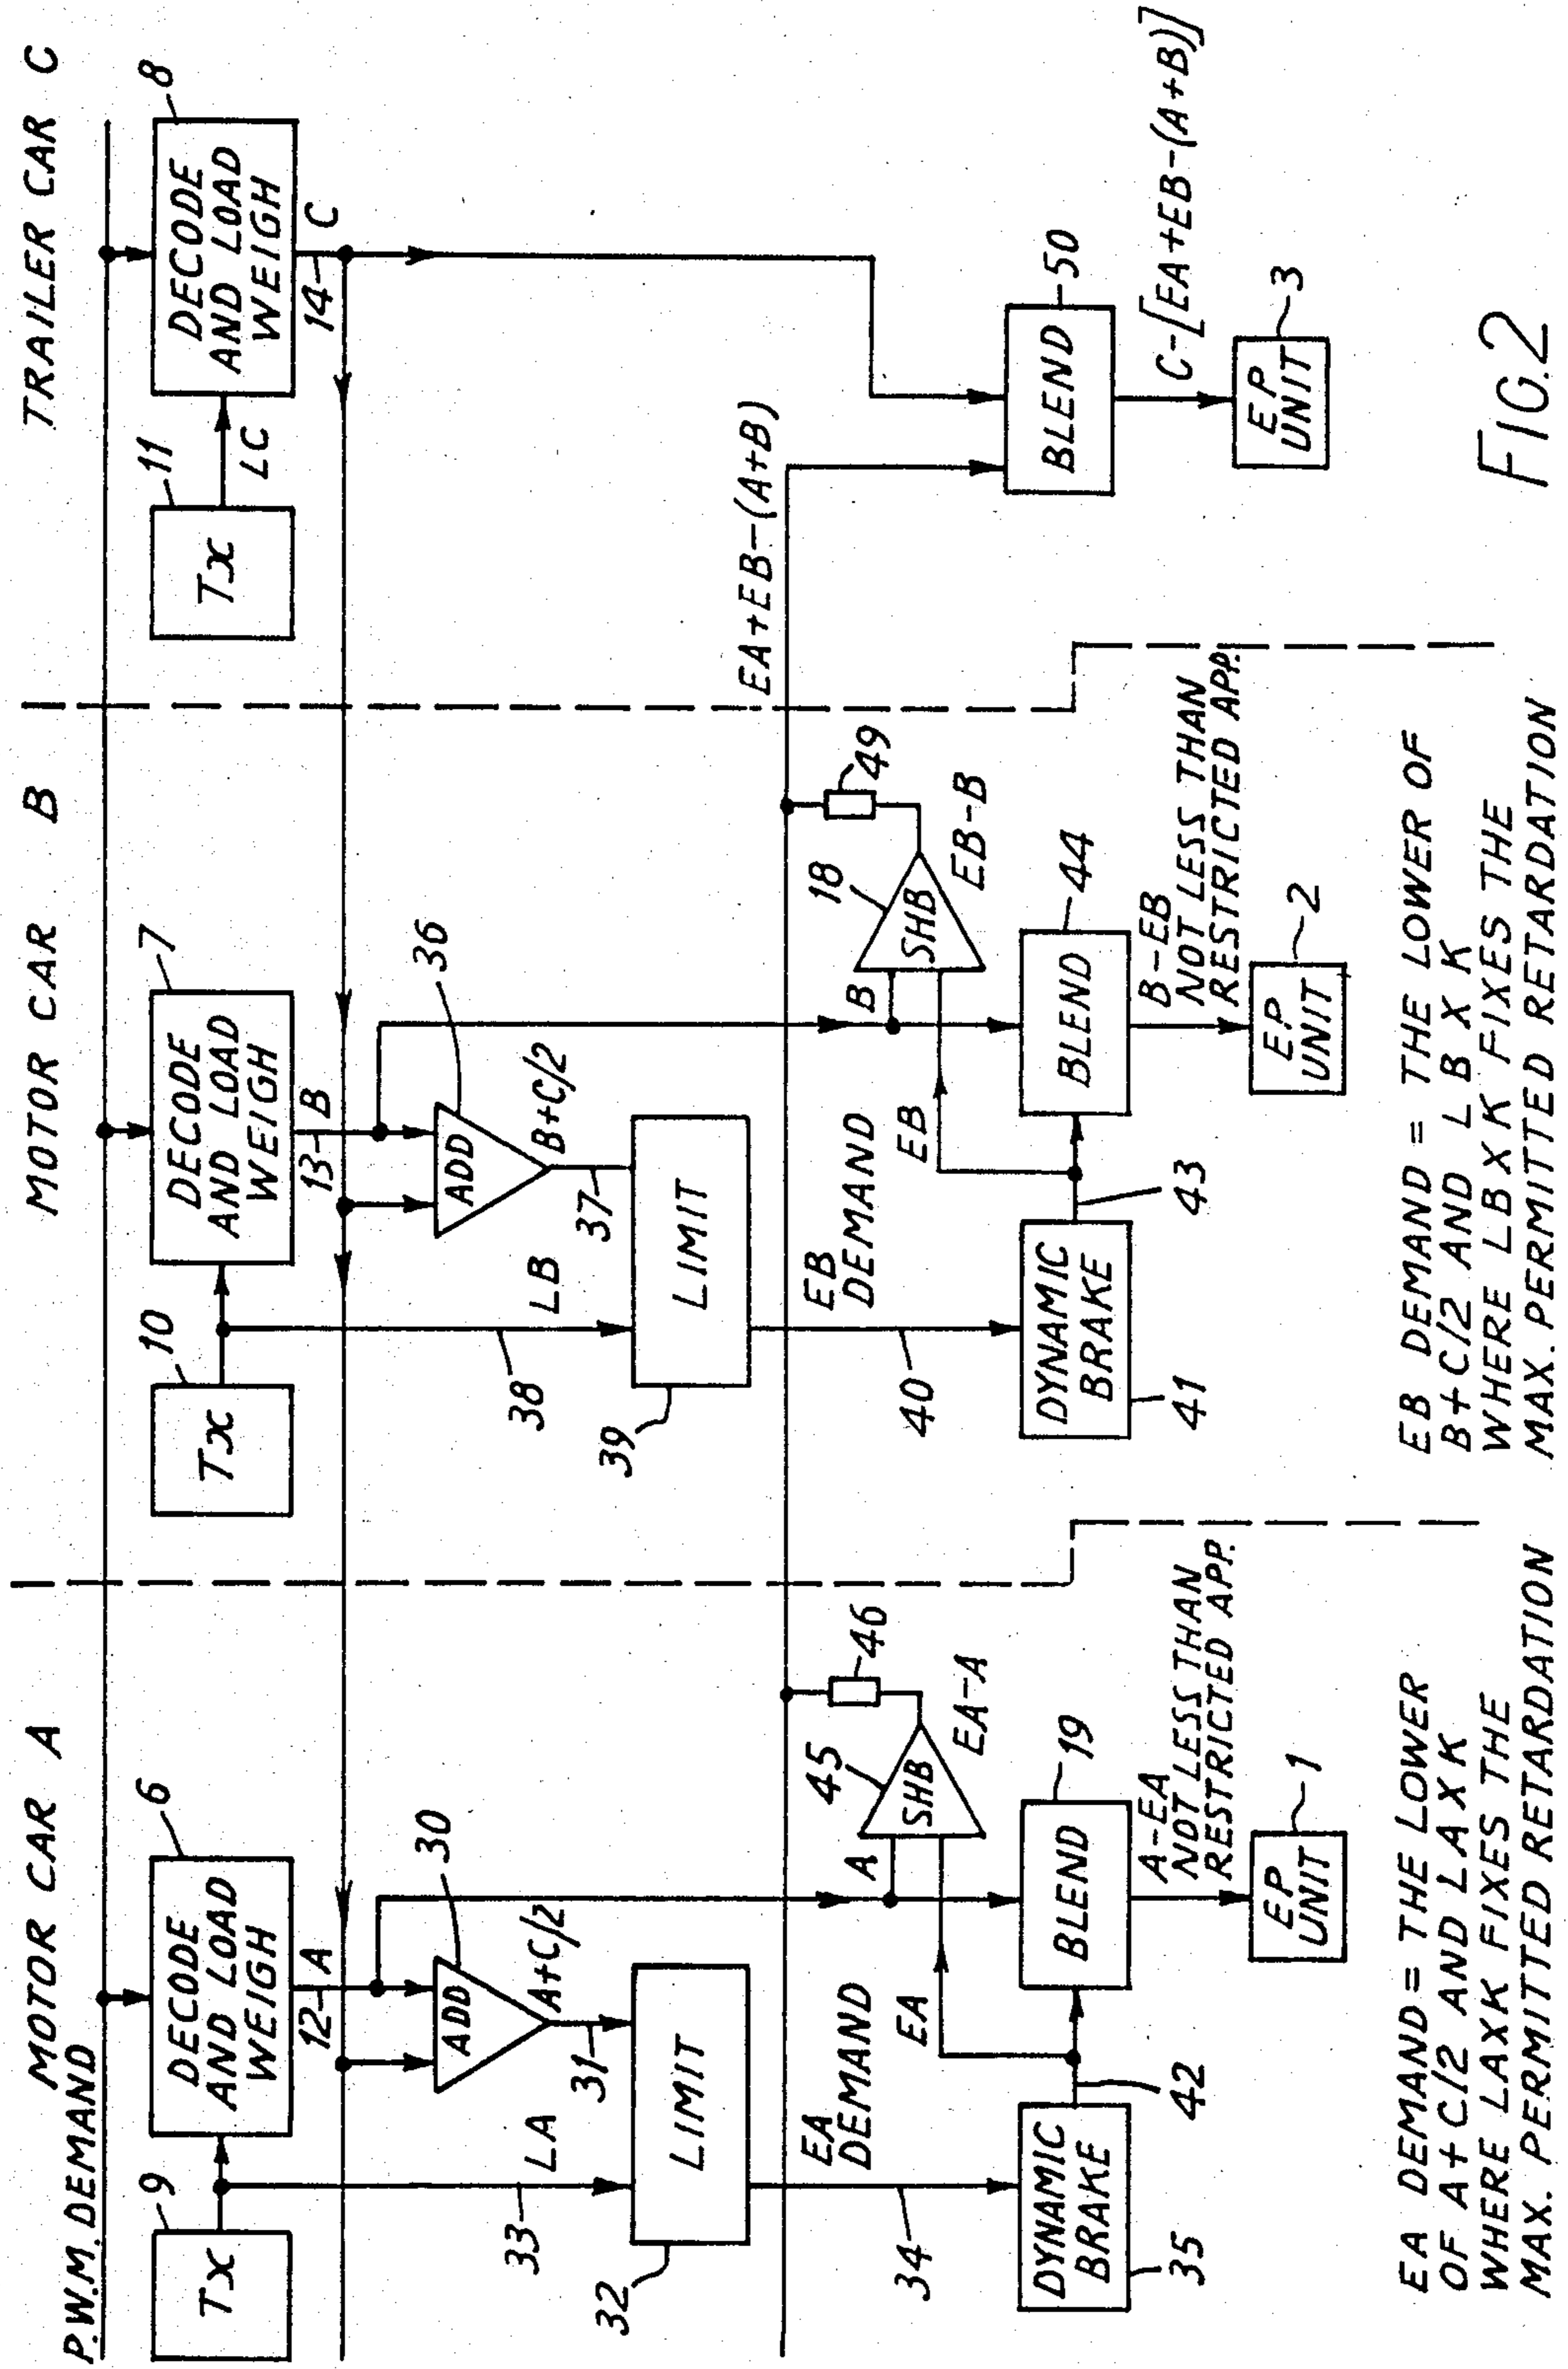 MOTOR CAR A
MOTOR CAR B
TRAILER CAR C
P.W.M. DEMAND
9
Tx
6
DECODE
AND LOAD
WEIGH
10
Tx
7
DECODE
AND LOAD
WEIGH
11
Tx
LC
8
DECODE
AND LOAD
WEIGH
12
A
13
B
14
C
30
ADD
A+C/2
31
33
LA
32
LIMIT
36
ADD
B+C/2
37
38
LB
39
LIMIT
EA+EB-(A+B)
34
EA
DEMAND
EA
A
45
SHB
46
EA-A
40
EB
DEMAND
EB
B
18
SHB
49
EB-B
35
DYNAMIC
BRAKE
42
19
BLEND
41
DYNAMIC
BRAKE
43
44
BLEND
50
BLEND
A-EA
NOT LESS THAN
RESTRICTED APP.
B-EB
NOT LESS THAN
RESTRICTED APP.
C-[EA+EB-(A+B)]
1
E.P
UNIT
2
E.P
UNIT
3
E.P
UNIT
EA DEMAND = THE LOWER
OF A+C/2 AND LAXK
WHERE LAXK FIXES THE
MAX. PERMITTED RETARDATION
EB DEMAND = THE LOWER OF
B+C/2 AND LBXK
WHERE LBXK FIXES THE
MAX. PERMITTED RETARDATION
FIG.2